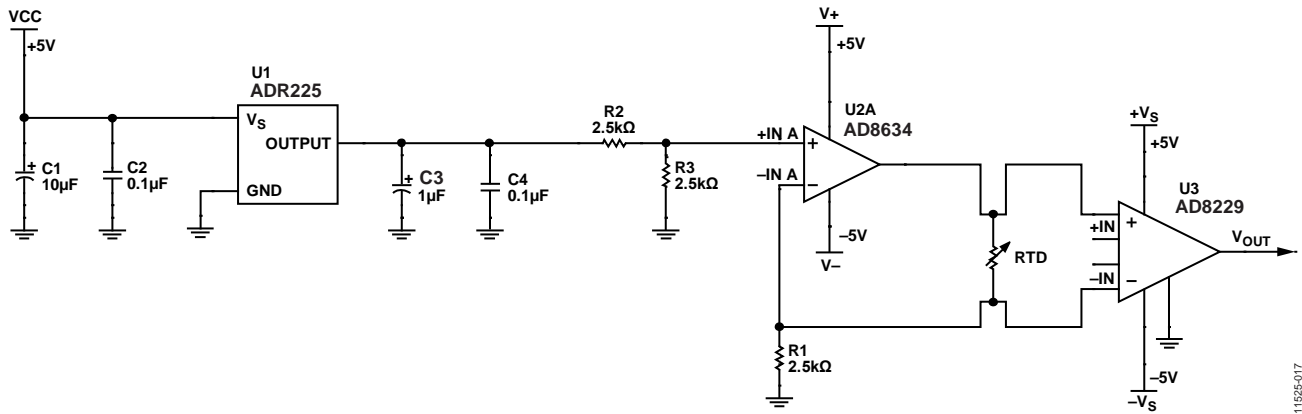 VCC
+5V
U1
ADR225
VS
OUTPUT
GND
+
C1
10µF
C2
0.1µF
+
C3
1µF
C4
0.1µF
R2
2.5kΩ
R3
2.5kΩ
V+
+5V
U2A
AD8634
+IN A
+
–IN A
–
–5V
V–
R1
2.5kΩ
RTD
+VS
+5V
U3
AD8229
+
+IN
–IN
–
VOUT
–5V
–VS
11525-017